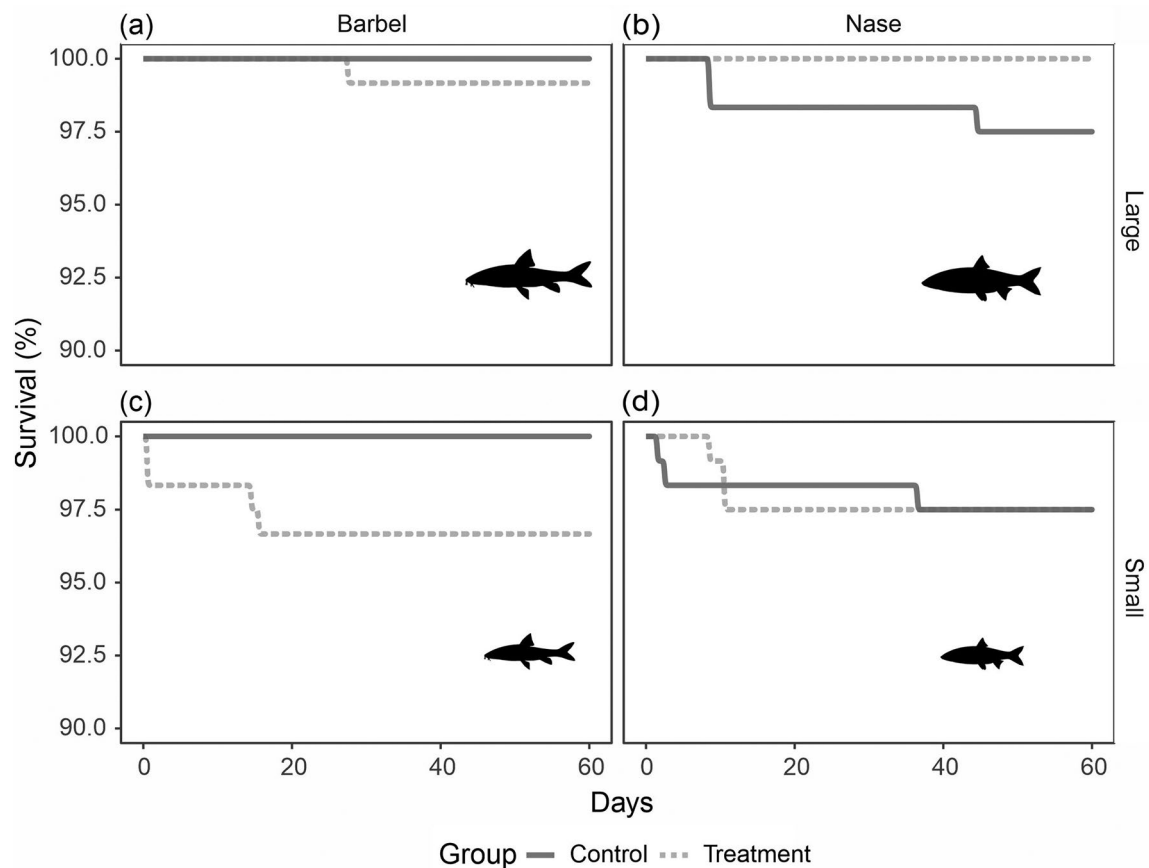 (a) Barbel
(b) Nase
100.0
97.5
95.0
92.5
90.0
Large
(c)
(d)
100.0
97.5
95.0
92.5
90.0
Small
Survival (%)
0 20 40 60
0 20 40 60
Days
Group Control Treatment